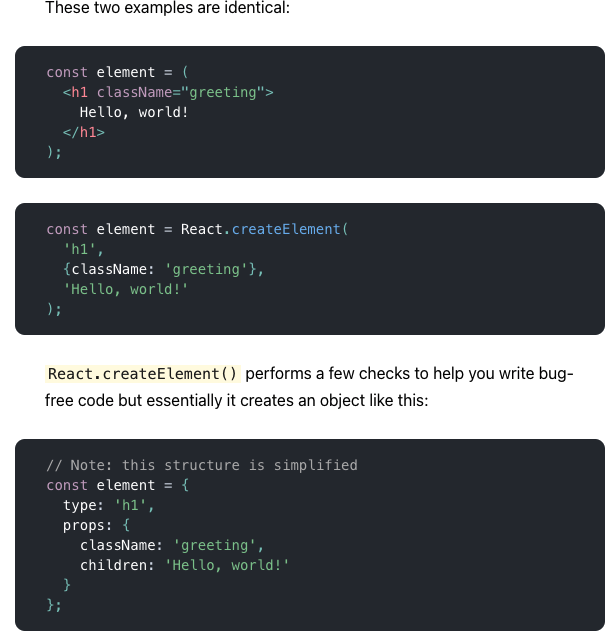 These two examples are identical:
const element = (
  <h1 className="greeting">
    Hello, world!
  </h1>
);
const element = React.createElement(
  'h1',
  {className: 'greeting'},
  'Hello, world!'
);
React.createElement() performs a few checks to help you write bug-
free code but essentially it creates an object like this:
// Note: this structure is simplified
const element = {
  type: 'h1',
  props: {
    className: 'greeting',
    children: 'Hello, world!'
  }
};